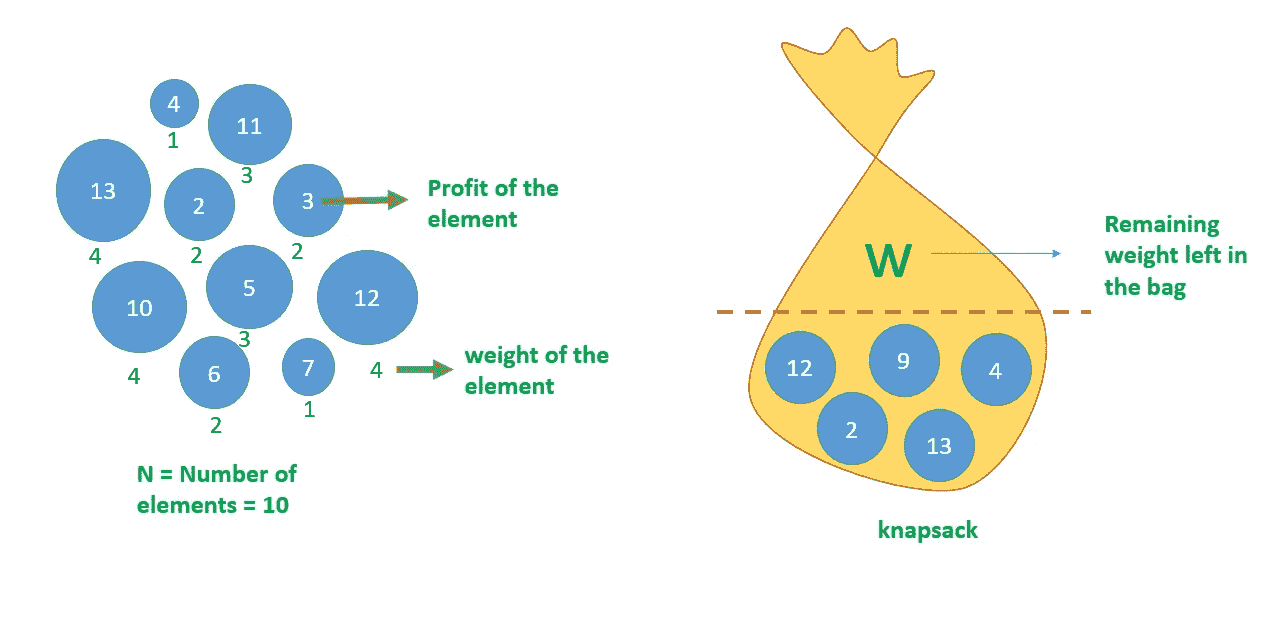 4
11
1
3
13
2
3
Profit of the
element
4
2
2
10
5
12
3
4
6
2
7
1
4
weight of the
element
N = Number of
elements = 10
W
Remaining
weight left in
the bag
12
9
4
2
13
knapsack